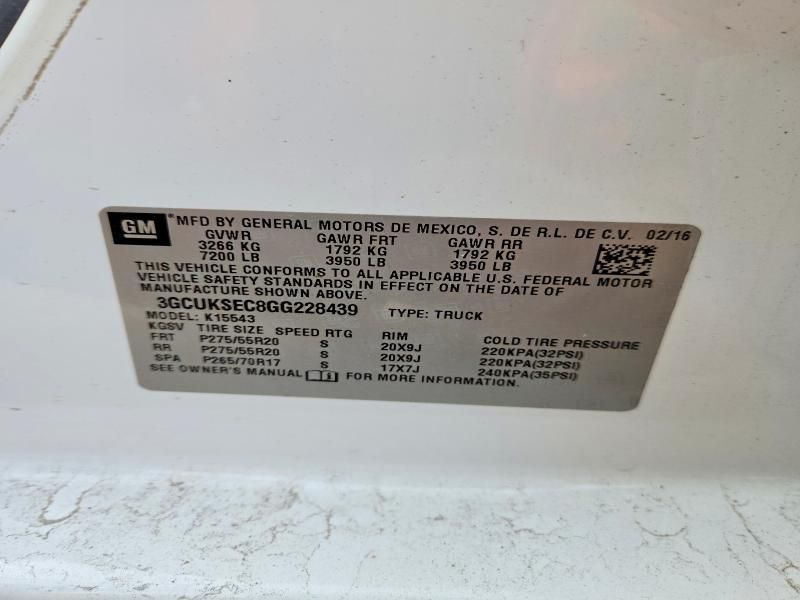 GM ®MFD BY GENERAL MOTORS DE MEXICO, S. DE R.L. DE C.V. 02/16
GVWR GAWR FRT GAWR RR
3266 KG 1792 KG 1792 KG
7200 LB 3950 LB 3950 LB
THIS VEHICLE CONFORMS TO ALL APPLICABLE U.S. FEDERAL MOTOR
VEHICLE SAFETY STANDARDS IN EFFECT ON THE DATE OF
MANUFACTURE SHOWN ABOVE.
3GCUKSEC8GG228439 TYPE: TRUCK
MODEL: K15543
KGSV TIRE SIZE SPEED RTG RIM COLD TIRE PRESSURE
FRT P275/55R20 S 20X9J 220KPA(32PSI)
RR P275/55R20 S 20X9J 220KPA(32PSI)
SPA P265/70R17 S 17X7J 240KPA(35PSI)
SEE OWNER'S MANUAL FOR MORE INFORMATION.